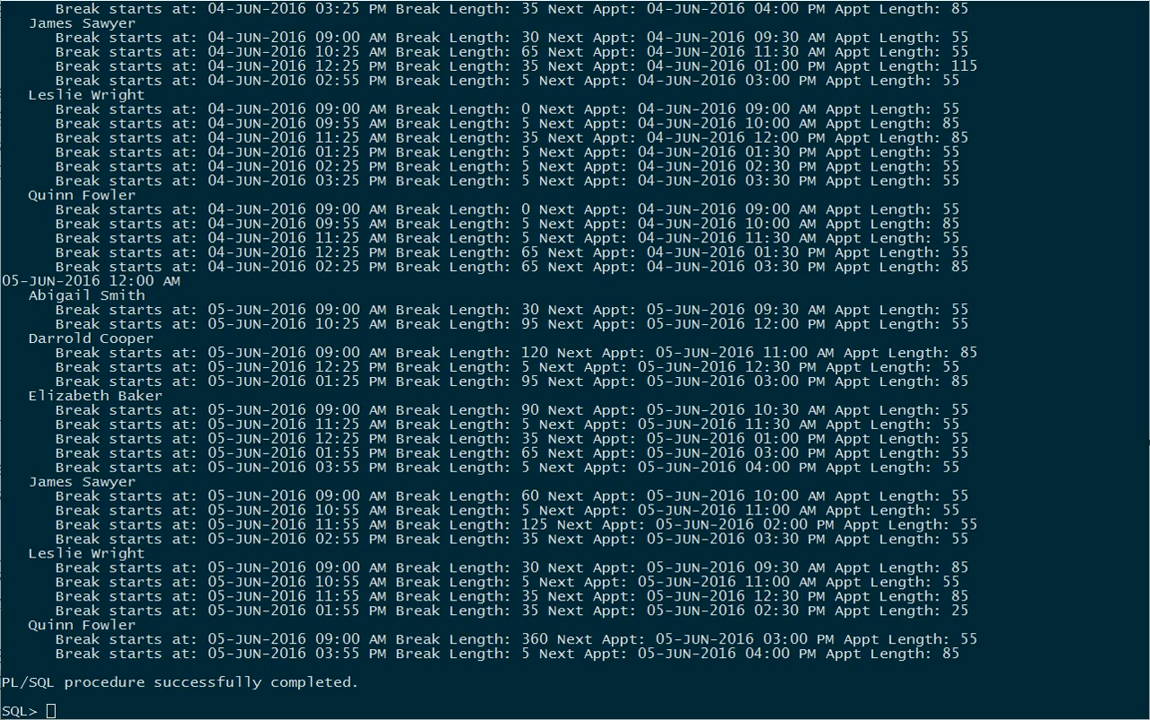 Break starts at: 04-JUN-2016 03:25 PM Break Length: 35 Next Appt: 04-JUN-2016 04:00 PM Appt Length: 85
James Sawyer
Break starts at: 04-JUN-2016 09:00 AM Break Length: 30 Next Appt: 04-JUN-2016 09:30 AM Appt Length: 55
Break starts at: 04-JUN-2016 10:25 AM Break Length: 65 Next Appt: 04-JUN-2016 11:30 AM Appt Length: 55
Break starts at: 04-JUN-2016 12:25 PM Break Length: 35 Next Appt: 04-JUN-2016 01:00 PM Appt Length: 115
Break starts at: 04-JUN-2016 02:55 PM Break Length: 5 Next Appt: 04-JUN-2016 03:00 PM Appt Length: 55
Leslie Wright
Break starts at: 04-JUN-2016 09:00 AM Break Length: 0 Next Appt: 04-JUN-2016 09:00 AM Appt Length: 55
Break starts at: 04-JUN-2016 09:55 AM Break Length: 5 Next Appt: 04-JUN-2016 10:00 AM Appt Length: 85
Break starts at: 04-JUN-2016 11:25 AM Break Length: 35 Next Appt: 04-JUN-2016 12:00 PM Appt Length: 85
Break starts at: 04-JUN-2016 01:25 PM Break Length: 5 Next Appt: 04-JUN-2016 01:30 PM Appt Length: 55
Break starts at: 04-JUN-2016 02:25 PM Break Length: 5 Next Appt: 04-JUN-2016 02:30 PM Appt Length: 55
Break starts at: 04-JUN-2016 03:25 PM Break Length: 5 Next Appt: 04-JUN-2016 03:30 PM Appt Length: 55
Quinn Fowler
Break starts at: 04-JUN-2016 09:00 AM Break Length: 0 Next Appt: 04-JUN-2016 09:00 AM Appt Length: 55
Break starts at: 04-JUN-2016 09:55 AM Break Length: 5 Next Appt: 04-JUN-2016 10:00 AM Appt Length: 85
Break starts at: 04-JUN-2016 11:25 AM Break Length: 5 Next Appt: 04-JUN-2016 11:30 AM Appt Length: 55
Break starts at: 04-JUN-2016 12:25 PM Break Length: 65 Next Appt: 04-JUN-2016 01:30 PM Appt Length: 55
Break starts at: 04-JUN-2016 02:25 PM Break Length: 65 Next Appt: 04-JUN-2016 03:30 PM Appt Length: 85
05-JUN-2016 12:00 AM
Abigail Smith
Break starts at: 05-JUN-2016 09:00 AM Break Length: 30 Next Appt: 05-JUN-2016 09:30 AM Appt Length: 55
Break starts at: 05-JUN-2016 10:25 AM Break Length: 95 Next Appt: 05-JUN-2016 12:00 PM Appt Length: 55
Darrold Cooper
Break starts at: 05-JUN-2016 09:00 AM Break Length: 120 Next Appt: 05-JUN-2016 11:00 AM Appt Length: 85
Break starts at: 05-JUN-2016 12:25 PM Break Length: 5 Next Appt: 05-JUN-2016 12:30 PM Appt Length: 55
Break starts at: 05-JUN-2016 01:25 PM Break Length: 95 Next Appt: 05-JUN-2016 03:00 PM Appt Length: 85
Elizabeth Baker
Break starts at: 05-JUN-2016 09:00 AM Break Length: 90 Next Appt: 05-JUN-2016 10:30 AM Appt Length: 55
Break starts at: 05-JUN-2016 11:25 AM Break Length: 5 Next Appt: 05-JUN-2016 11:30 AM Appt Length: 55
Break starts at: 05-JUN-2016 12:25 PM Break Length: 35 Next Appt: 05-JUN-2016 01:00 PM Appt Length: 55
Break starts at: 05-JUN-2016 01:55 PM Break Length: 65 Next Appt: 05-JUN-2016 03:00 PM Appt Length: 55
Break starts at: 05-JUN-2016 03:55 PM Break Length: 5 Next Appt: 05-JUN-2016 04:00 PM Appt Length: 55
James Sawyer
Break starts at: 05-JUN-2016 09:00 AM Break Length: 60 Next Appt: 05-JUN-2016 10:00 AM Appt Length: 55
Break starts at: 05-JUN-2016 10:55 AM Break Length: 5 Next Appt: 05-JUN-2016 11:00 AM Appt Length: 55
Break starts at: 05-JUN-2016 11:55 AM Break Length: 125 Next Appt: 05-JUN-2016 02:00 PM Appt Length: 55
Break starts at: 05-JUN-2016 02:55 PM Break Length: 35 Next Appt: 05-JUN-2016 03:30 PM Appt Length: 55
Leslie Wright
Break starts at: 05-JUN-2016 09:00 AM Break Length: 30 Next Appt: 05-JUN-2016 09:30 AM Appt Length: 85
Break starts at: 05-JUN-2016 10:55 AM Break Length: 5 Next Appt: 05-JUN-2016 11:00 AM Appt Length: 55
Break starts at: 05-JUN-2016 11:55 AM Break Length: 35 Next Appt: 05-JUN-2016 12:30 PM Appt Length: 85
Break starts at: 05-JUN-2016 01:55 PM Break Length: 35 Next Appt: 05-JUN-2016 02:30 PM Appt Length: 25
Quinn Fowler
Break starts at: 05-JUN-2016 09:00 AM Break Length: 360 Next Appt: 05-JUN-2016 03:00 PM Appt Length: 55
Break starts at: 05-JUN-2016 03:55 PM Break Length: 5 Next Appt: 05-JUN-2016 04:00 PM Appt Length: 85
PL/SQL procedure successfully completed.
SQL>